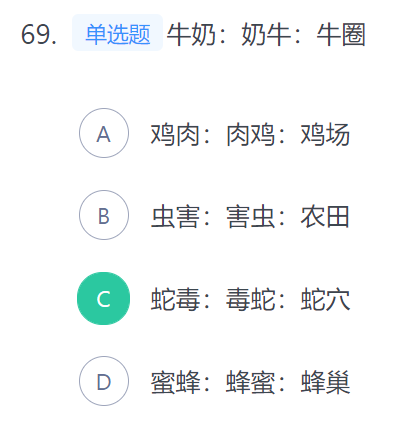 69. 单选题 牛奶：奶牛：牛圈
A 鸡肉：肉鸡：鸡场
B 虫害：害虫：农田
C 蛇毒：毒蛇：蛇穴
D 蜜蜂：蜂蜜：蜂巢